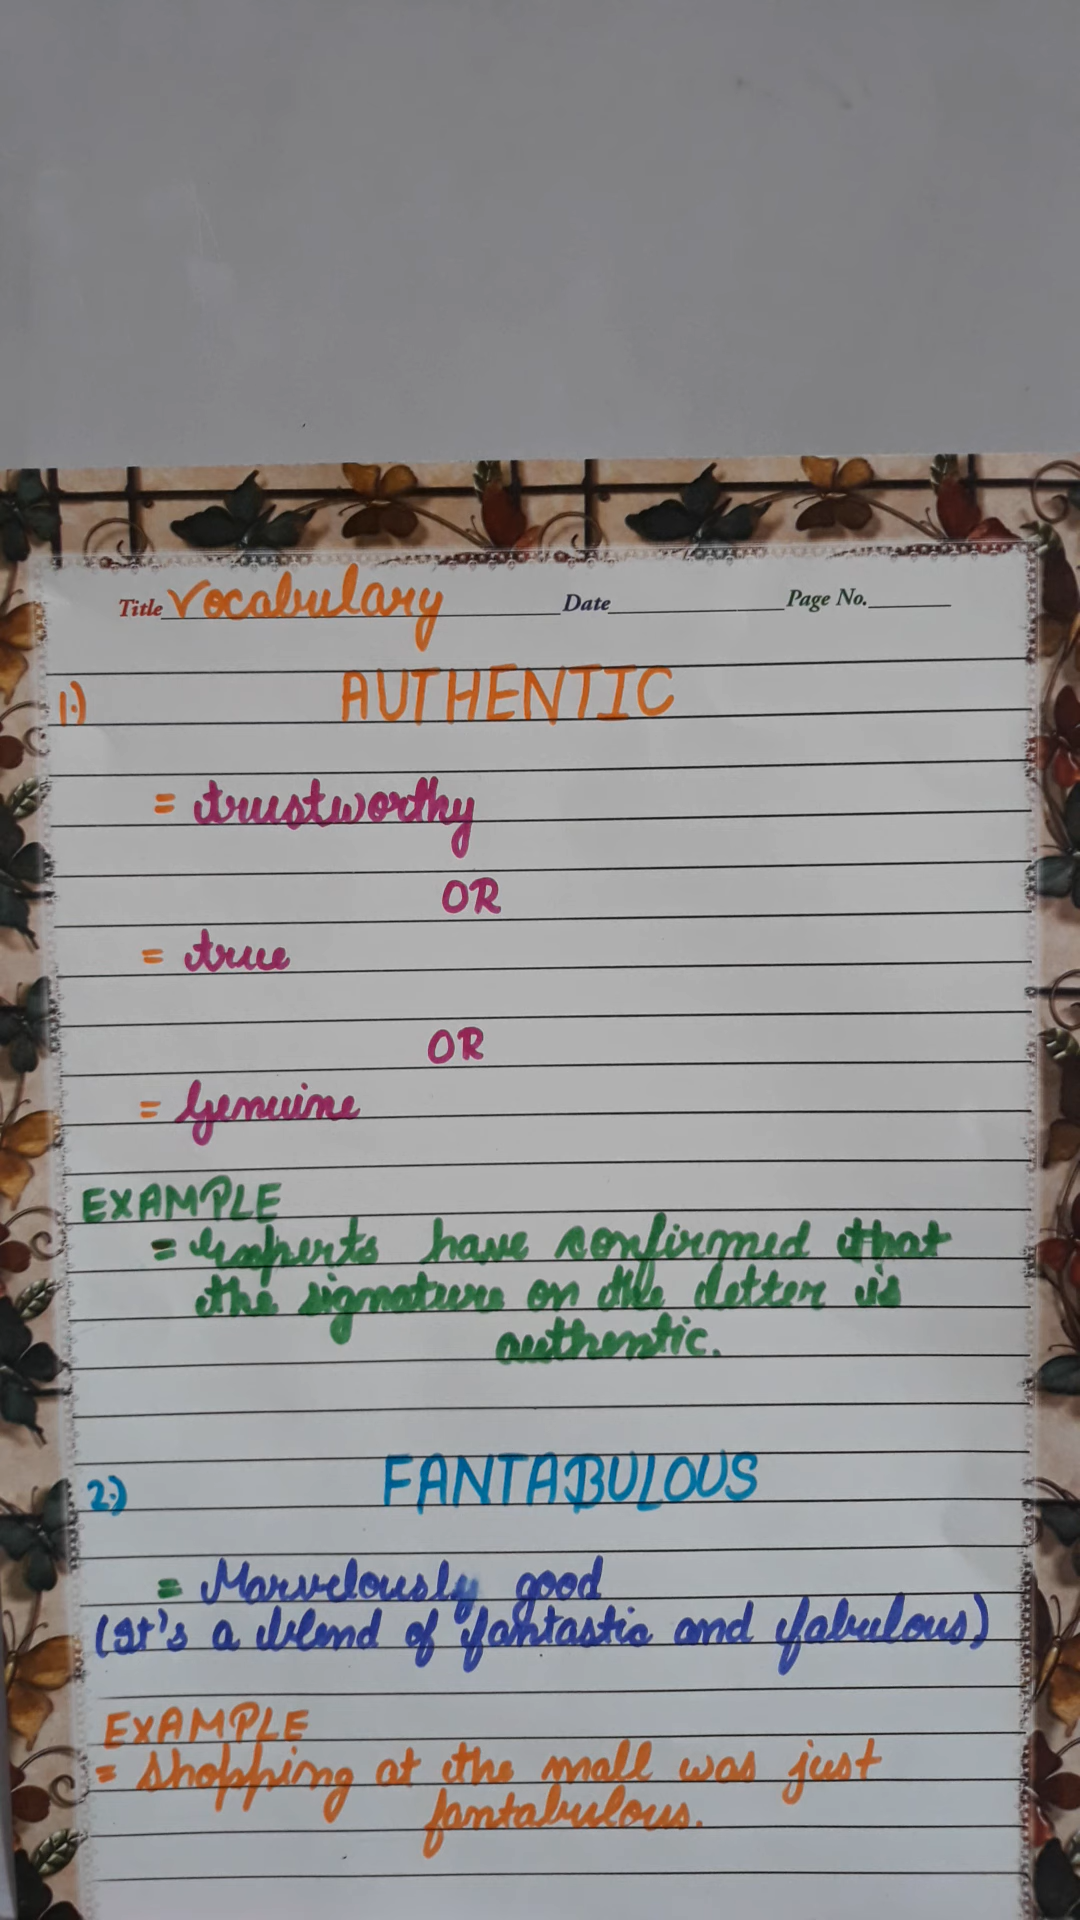 Title Vocabulary Date Page No.
1.) AUTHENTIC
= trustworthy
OR
= true
OR
= Genuine
EXAMPLE
= Experts have confirmed that
the signature on the letter is
authentic.
2.) FANTABULOUS
= Marvelously good
(It's a blend of fantastic and fabulous)
EXAMPLE
= Shopping at the mall was just
fantabulous.